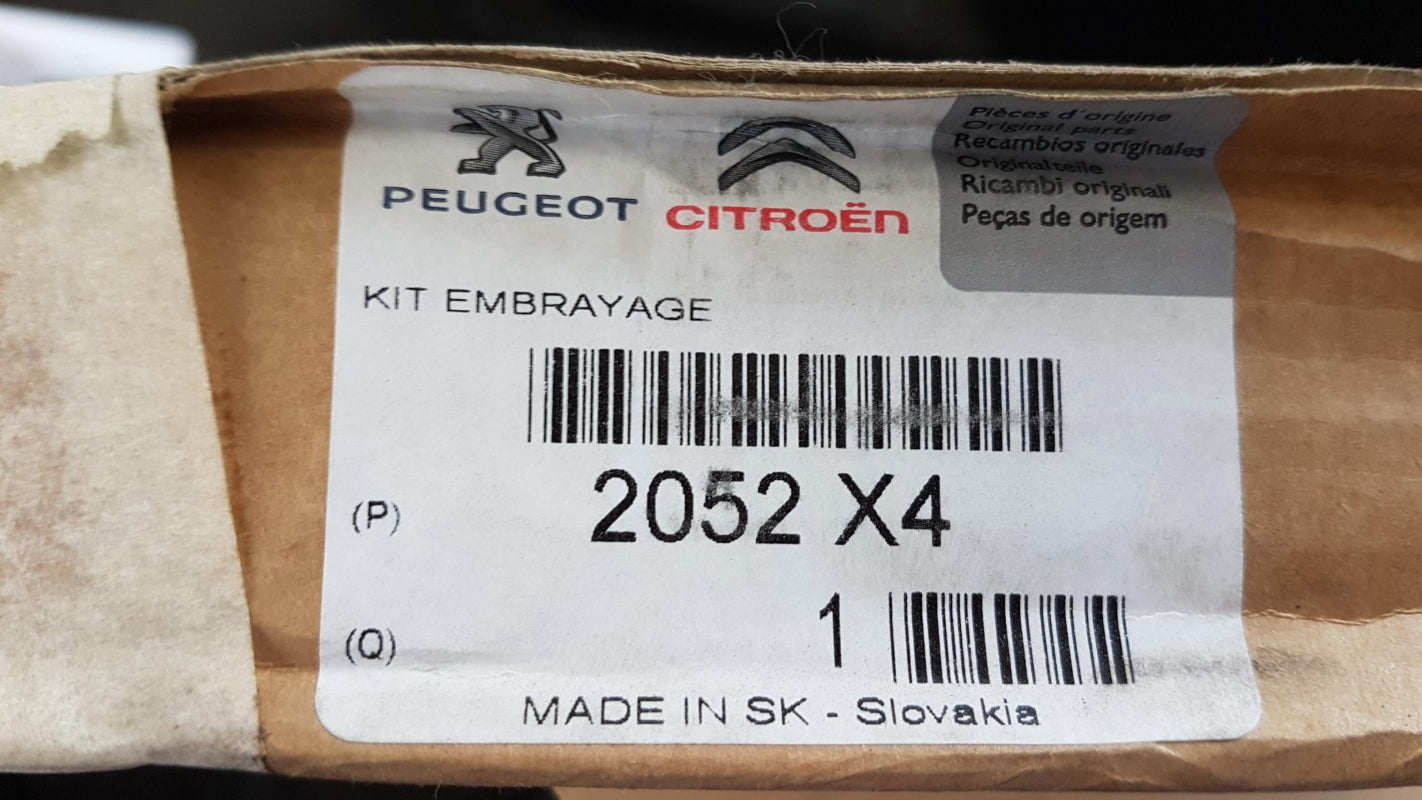 PEUGEOT
CITROËN
Pièces d'origine
Original parts
Recambios originales
Originalteile
Ricambi originali
Peças de origem
KIT EMBRAYAGE
(P) 2052 X4
(Q) 1
MADE IN SK - Slovakia